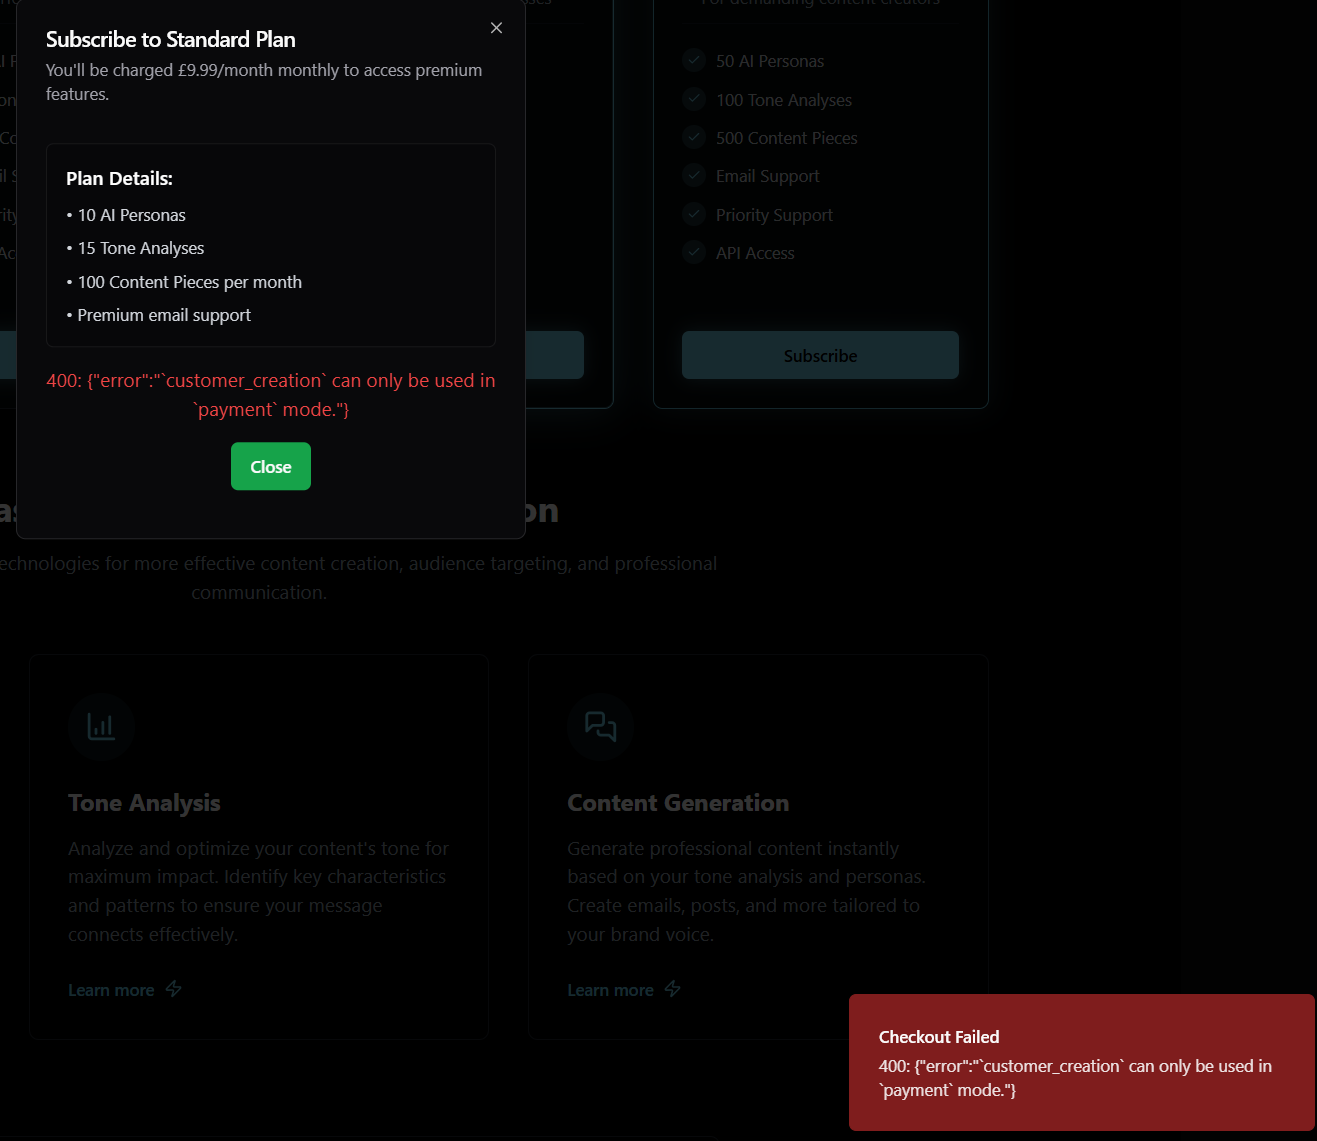 Subscribe to Standard Plan
You'll be charged £9.99/month monthly to access premium
features.
Plan Details:
• 10 AI Personas
• 15 Tone Analyses
• 100 Content Pieces per month
• Premium email support
400: {"error":"`customer_creation` can only be used in
`payment` mode."}
Close
For demanding content creators
50 AI Personas
100 Tone Analyses
500 Content Pieces
Email Support
Priority Support
API Access
Subscribe
echnologies for more effective content creation, audience targeting, and professional
communication.
Tone Analysis
Analyze and optimize your content's tone for
maximum impact. Identify key characteristics
and patterns to ensure your message
connects effectively.
Learn more
Content Generation
Generate professional content instantly
based on your tone analysis and personas.
Create emails, posts, and more tailored to
your brand voice.
Learn more
Checkout Failed
400: {"error":"`customer_creation` can only be used in
`payment` mode."}